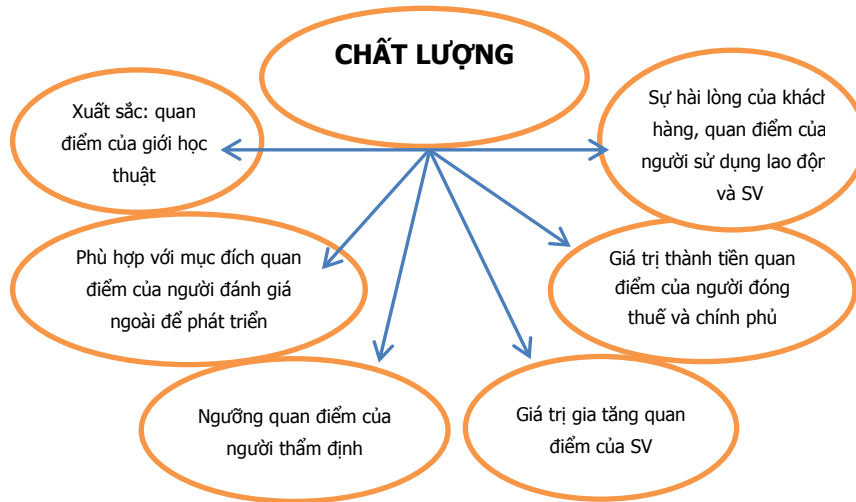 CHẤT LƯỢNG
Xuất sắc: quan
điểm của giới học
thuật
Sự hài lòng của khách
hàng, quan điểm của
người sử dụng lao độn
và SV
Phù hợp với mục đích quan
điểm của người đánh giá
ngoài để phát triển
Giá trị thành tiền quan
điểm của người đóng
thuế và chính phủ
Ngưỡng quan điểm của
người thẩm định
Giá trị gia tăng quan
điểm của SV